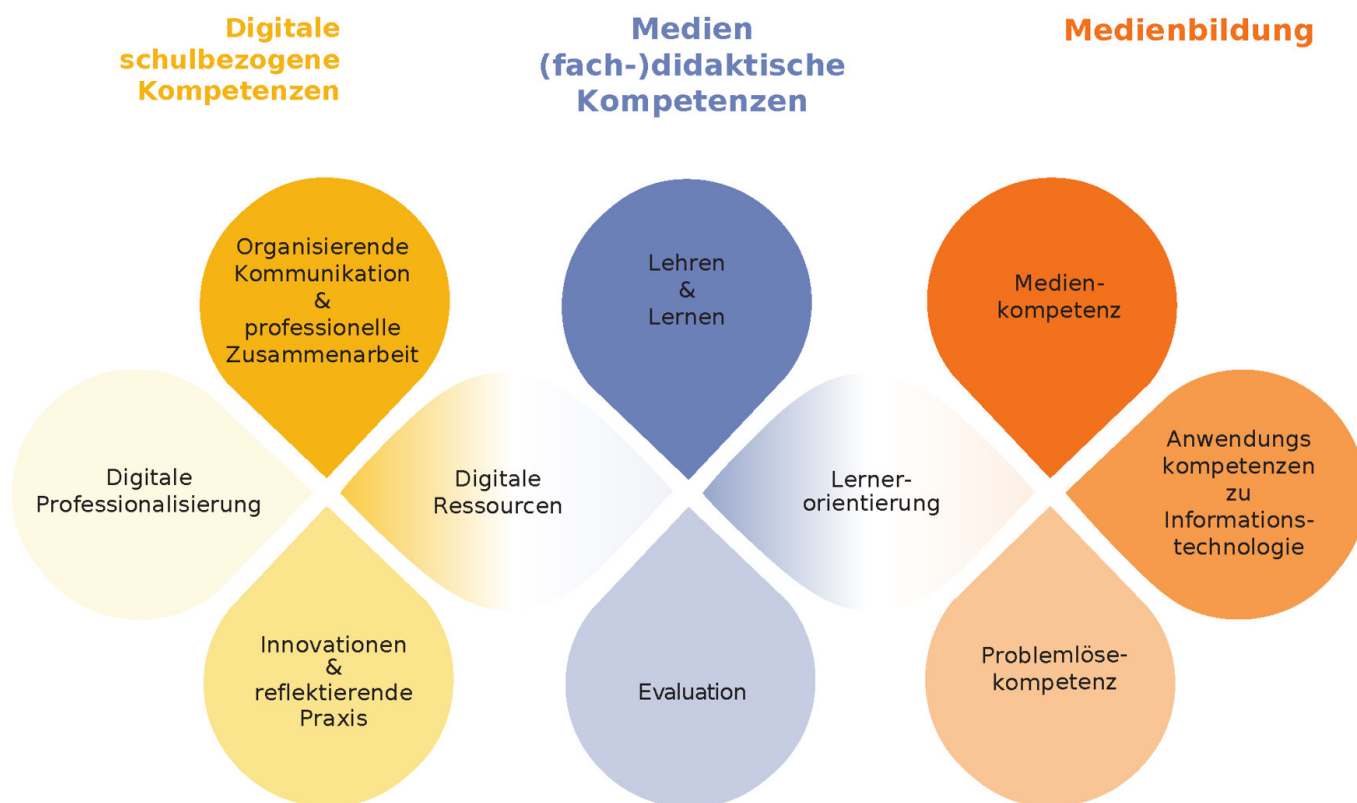 Digitale
schulbezogene
Kompetenzen
Medien
(fach-)didaktische
Kompetenzen
Medienbildung
Organisierende
Kommunikation
&
professionelle
Zusammenarbeit
Lehren
&
Lernen
Medien-
kompetenz
Digitale
Professionalisierung
Digitale
Ressourcen
Lerner-
orientierung
Anwendungs
kompetenzen
zu
Informations-
technologie
Innovationen
&
reflektierende
Praxis
Evaluation
Problemlöse-
kompetenz